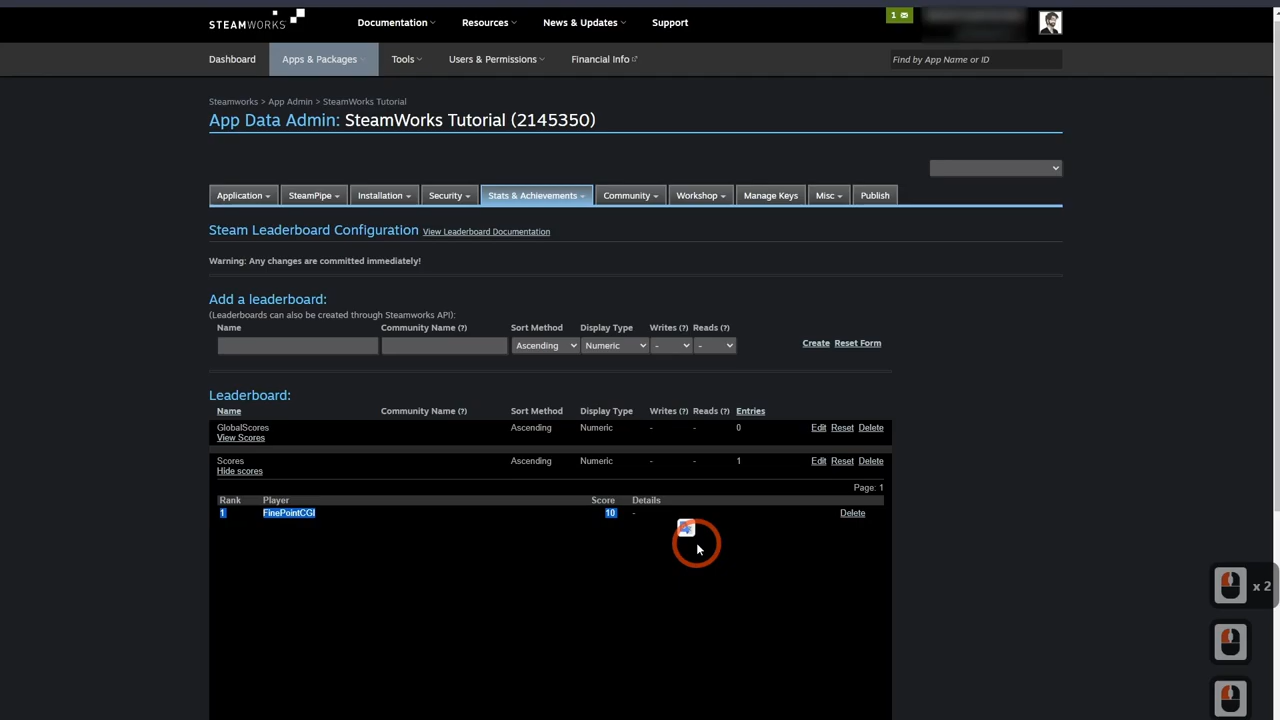 STEAMWORKS
Documentation Resources News & Updates Support
1
Dashboard Apps & Packages Tools Users & Permissions Financial Info Find by App Name or ID
Steamworks > App Admin > SteamWorks Tutorial
App Data Admin: SteamWorks Tutorial (2145350)
Application SteamPipe Installation Security Stats & Achievements Community Workshop Manage Keys Misc Publish
Steam Leaderboard Configuration View Leaderboard Documentation
Warning: Any changes are committed immediately!
Add a leaderboard:
(Leaderboards can also be created through Steamworks API):
Name Community Name (?) Sort Method Display Type Writes (?) Reads (?)
Ascending Numeric - - Create Reset Form
Leaderboard:
Name Community Name (?) Sort Method Display Type Writes (?) Reads (?) Entries
GlobalScores Ascending Numeric - - 0 Edit Reset Delete
View Scores
Scores Ascending Numeric - - 1 Edit Reset Delete
Hide scores
Page: 1
Rank Player Score Details
1 FinePointCGI 10 - Delete
x 2